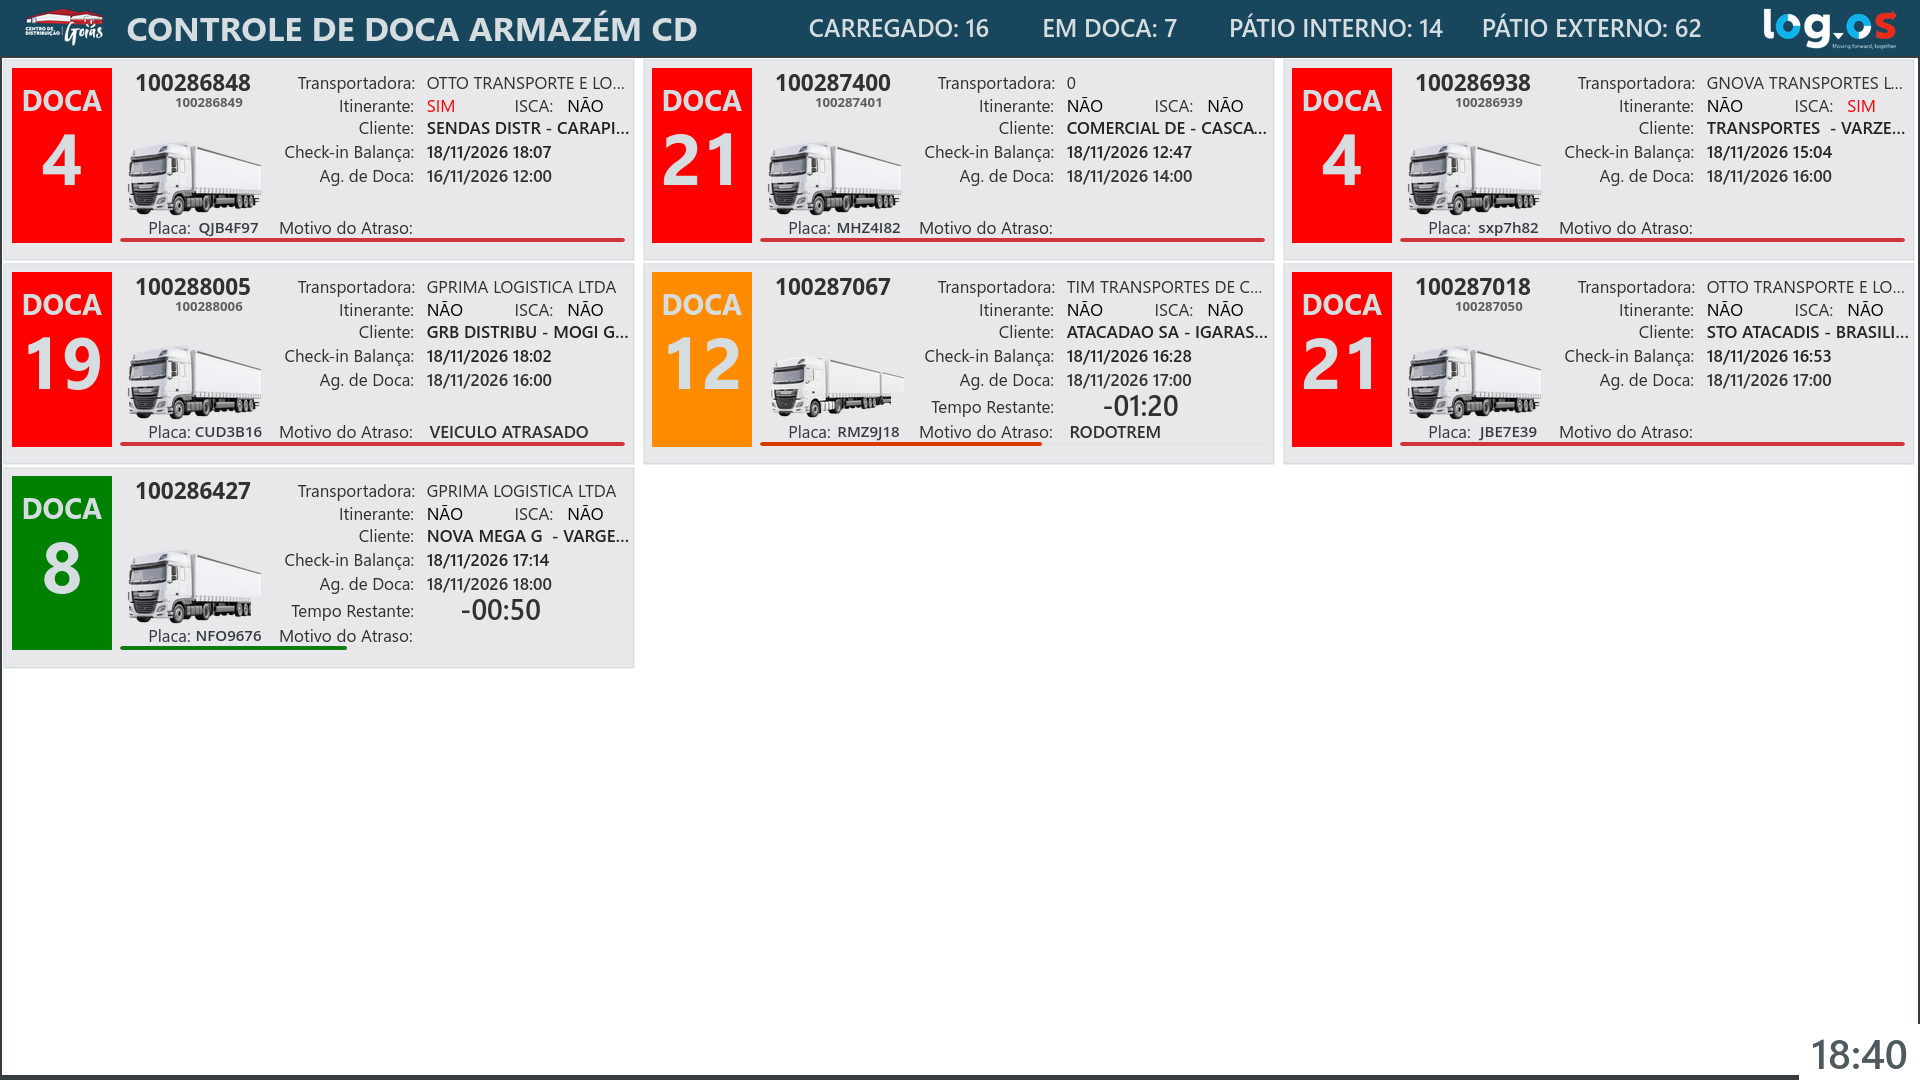 CENTRO DE DISTRIBUIÇÃO Goiás
CONTROLE DE DOCA ARMAZÉM CD
CARREGADO: 16
EM DOCA: 7
PÁTIO INTERNO: 14
PÁTIO EXTERNO: 62
log.os
Moving forward, together
DOCA
4
100286848
100286849
Transportadora: OTTO TRANSPORTE E LO...
Itinerante: SIM ISCA: NÃO
Cliente: SENDAS DISTR - CARAPI...
Check-in Balança: 18/11/2026 18:07
Ag. de Doca: 16/11/2026 12:00
Placa: QJB4F97 Motivo do Atraso:
DOCA
21
100287400
100287401
Transportadora: 0
Itinerante: NÃO ISCA: NÃO
Cliente: COMERCIAL DE - CASCA...
Check-in Balança: 18/11/2026 12:47
Ag. de Doca: 18/11/2026 14:00
Placa: MHZ4I82 Motivo do Atraso:
DOCA
4
100286938
100286939
Transportadora: GNOVA TRANSPORTES L...
Itinerante: NÃO ISCA: SIM
Cliente: TRANSPORTES - VARZE...
Check-in Balança: 18/11/2026 15:04
Ag. de Doca: 18/11/2026 16:00
Placa: sxp7h82 Motivo do Atraso:
DOCA
19
100288005
100288006
Transportadora: GPRIMA LOGISTICA LTDA
Itinerante: NÃO ISCA: NÃO
Cliente: GRB DISTRIBU - MOGI G...
Check-in Balança: 18/11/2026 18:02
Ag. de Doca: 18/11/2026 16:00
Placa: CUD3B16 Motivo do Atraso: VEICULO ATRASADO
DOCA
12
100287067
Transportadora: TIM TRANSPORTES DE C...
Itinerante: NÃO ISCA: NÃO
Cliente: ATACADAO SA - IGARAS...
Check-in Balança: 18/11/2026 16:28
Ag. de Doca: 18/11/2026 17:00
Tempo Restante: -01:20
Placa: RMZ9J18 Motivo do Atraso: RODOTREM
DOCA
21
100287018
100287050
Transportadora: OTTO TRANSPORTE E LO...
Itinerante: NÃO ISCA: NÃO
Cliente: STO ATACADIS - BRASILI...
Check-in Balança: 18/11/2026 16:53
Ag. de Doca: 18/11/2026 17:00
Placa: JBE7E39 Motivo do Atraso:
DOCA
8
100286427
Transportadora: GPRIMA LOGISTICA LTDA
Itinerante: NÃO ISCA: NÃO
Cliente: NOVA MEGA G - VARGE...
Check-in Balança: 18/11/2026 17:14
Ag. de Doca: 18/11/2026 18:00
Tempo Restante: -00:50
Placa: NFO9676 Motivo do Atraso:
18:40